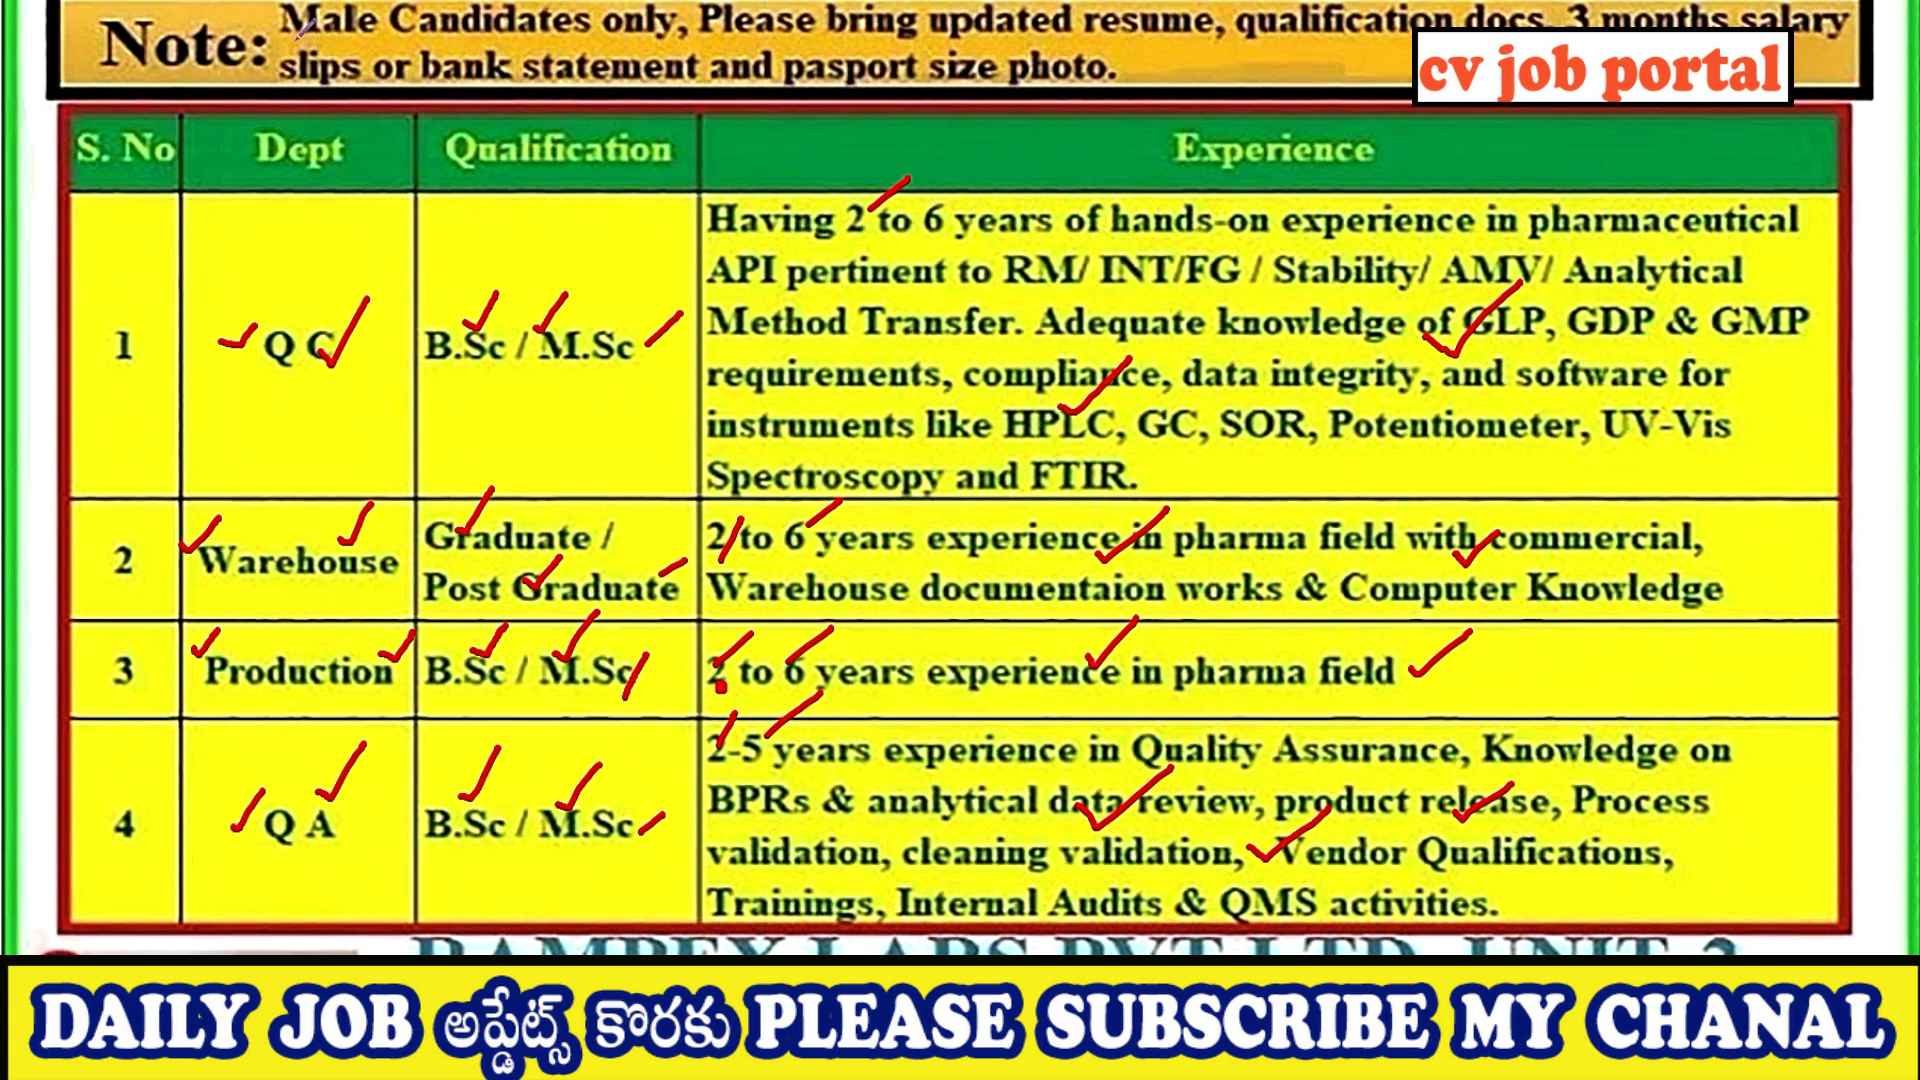 Note:
Male Candidates only, Please bring updated resume, qualification docs, 3 months salary
slips or bank statement and pasport size photo.
cv job portal
S. No Dept Qualification Experience
1 Q C B.Sc / M.Sc
Having 2 to 6 years of hands-on experience in pharmaceutical
API pertinent to RM/ INT/FG / Stability/ AMV/ Analytical
Method Transfer. Adequate knowledge of GLP, GDP & GMP
requirements, compliance, data integrity, and software for
instruments like HPLC, GC, SOR, Potentiometer, UV-Vis
Spectroscopy and FTIR.
2 Warehouse
Graduate /
Post Graduate
2 to 6 years experience in pharma field with commercial,
Warehouse documentaion works & Computer Knowledge
3 Production B.Sc / M.Sc 2 to 6 years experience in pharma field
4 Q A B.Sc / M.Sc
2-5 years experience in Quality Assurance, Knowledge on
BPRs & analytical data review, product release, Process
validation, cleaning validation, Vendor Qualifications,
Trainings, Internal Audits & QMS activities.
LABS PVT LTD UNIT
DAILY JOB అప్డేట్స్ కొరకు PLEASE SUBSCRIBE MY CHANAL